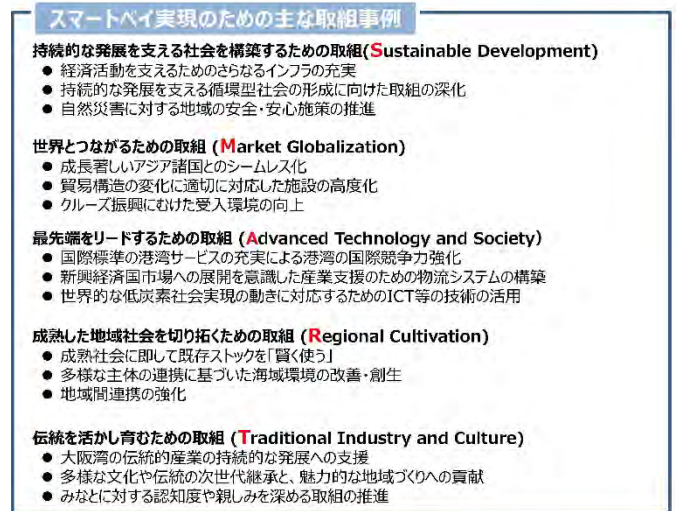 スマートベイ実現のための主な取組事例
持続的な発展を支える社会を構築するための取組(Sustainable Development)
● 経済活動を支えるためのさらなるインフラの充実
● 持続的な発展を支える循環型社会の形成に向けた取組の深化
● 自然災害に対する地域の安全・安心施策の推進
世界とつながるための取組 (Market Globalization)
● 成長著しいアジア諸国とのシームレス化
● 貿易構造の変化に適切に対応した施設の高度化
● クルーズ振興にむけた受入環境の向上
最先端をリードするための取組 (Advanced Technology and Society)
● 国際標準の港湾サービスの充実による港湾の国際競争力強化
● 新興経済国市場への展開を意識した産業支援のための物流システムの構築
● 世界的な低炭素社会実現の動きに対応するためのICT等の技術の活用
成熟した地域社会を切り拓くための取組 (Regional Cultivation)
● 成熟社会に即して既存ストックを「賢く使う」
● 多様な主体の連携に基づいた海域環境の改善・創生
● 地域間連携の強化
伝統を活かし育むための取組 (Traditional Industry and Culture)
● 大阪湾の伝統的産業の持続的な発展への支援
● 多様な文化や伝統の次世代継承と、魅力的な地域づくりへの貢献
● みなとに対する認知度や親しみを深める取組の推進